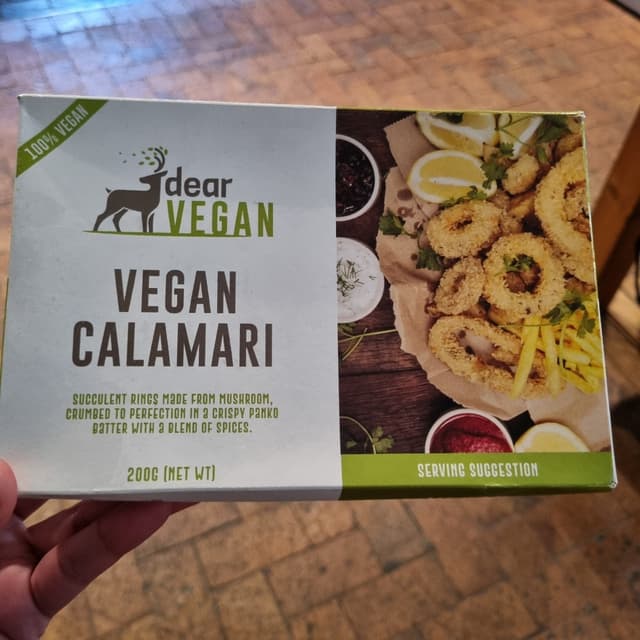 100% VEGAN
dear
VEGAN
VEGAN
CALAMARI
SUCCULENT RINGS MADE FROM MUSHROOM,
CRUMBED TO PERFECTION IN A CRISPY PANKO
BATTER WITH A BLEND OF SPICES.
200G (NET WT)
SERVING SUGGESTION